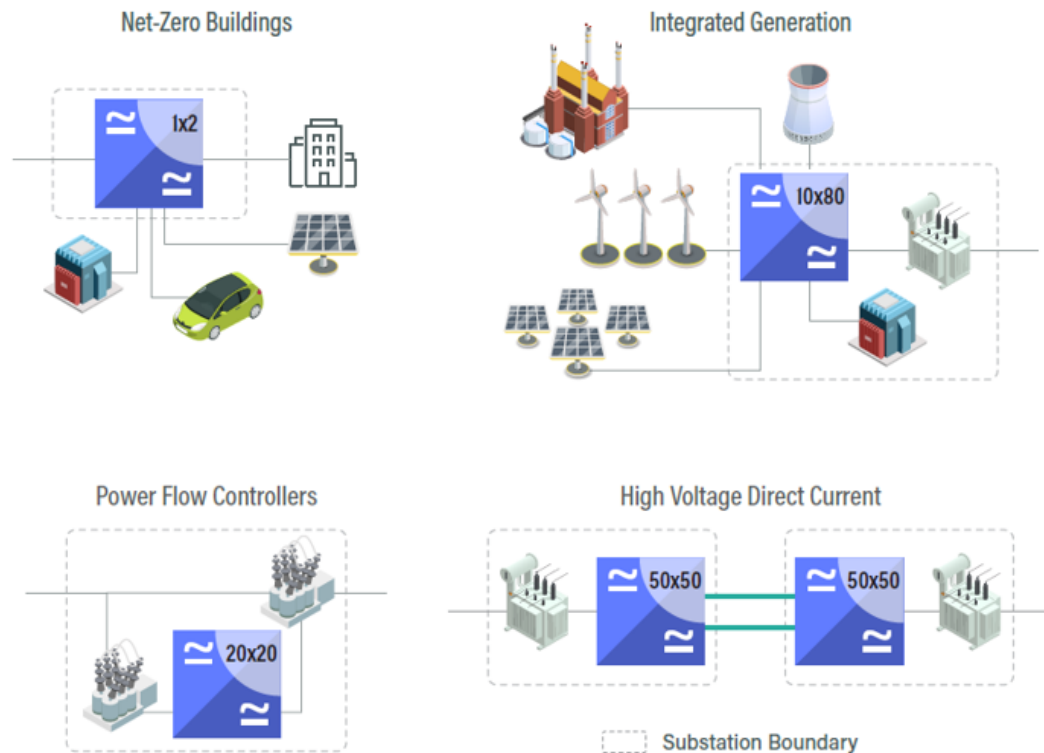 Net-Zero Buildings
Integrated Generation
1x2
10x80
Power Flow Controllers
High Voltage Direct Current
20x20
50x50
50x50
Substation Boundary